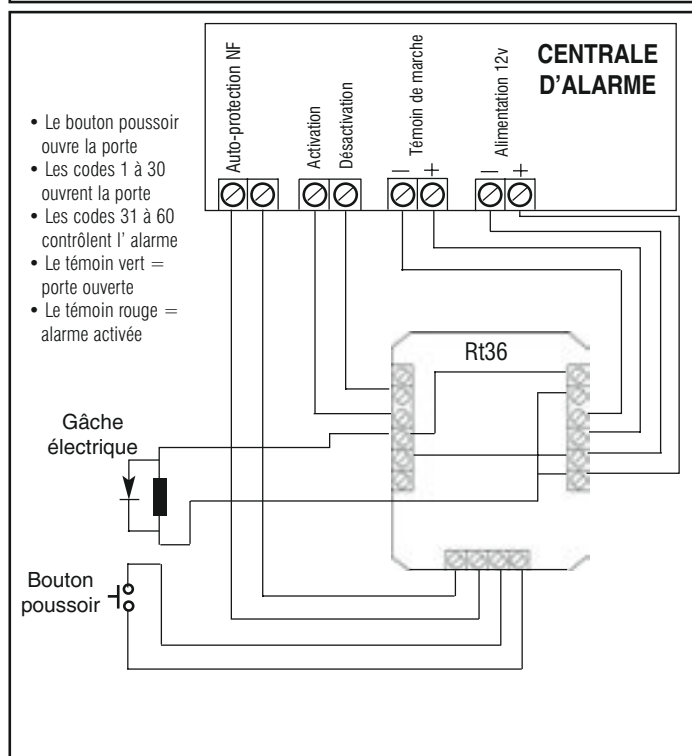 CENTRALE
D'ALARME
Auto-protection NF
Activation
Désactivation
– Témoin de marche +
– Alimentation 12v +
• Le bouton poussoir
ouvre la porte
• Les codes 1 à 30
ouvrent la porte
• Les codes 31 à 60
contrôlent l' alarme
• Le témoin vert =
porte ouverte
• Le témoin rouge =
alarme activée
Rt36
Gâche
électrique
Bouton
poussoir